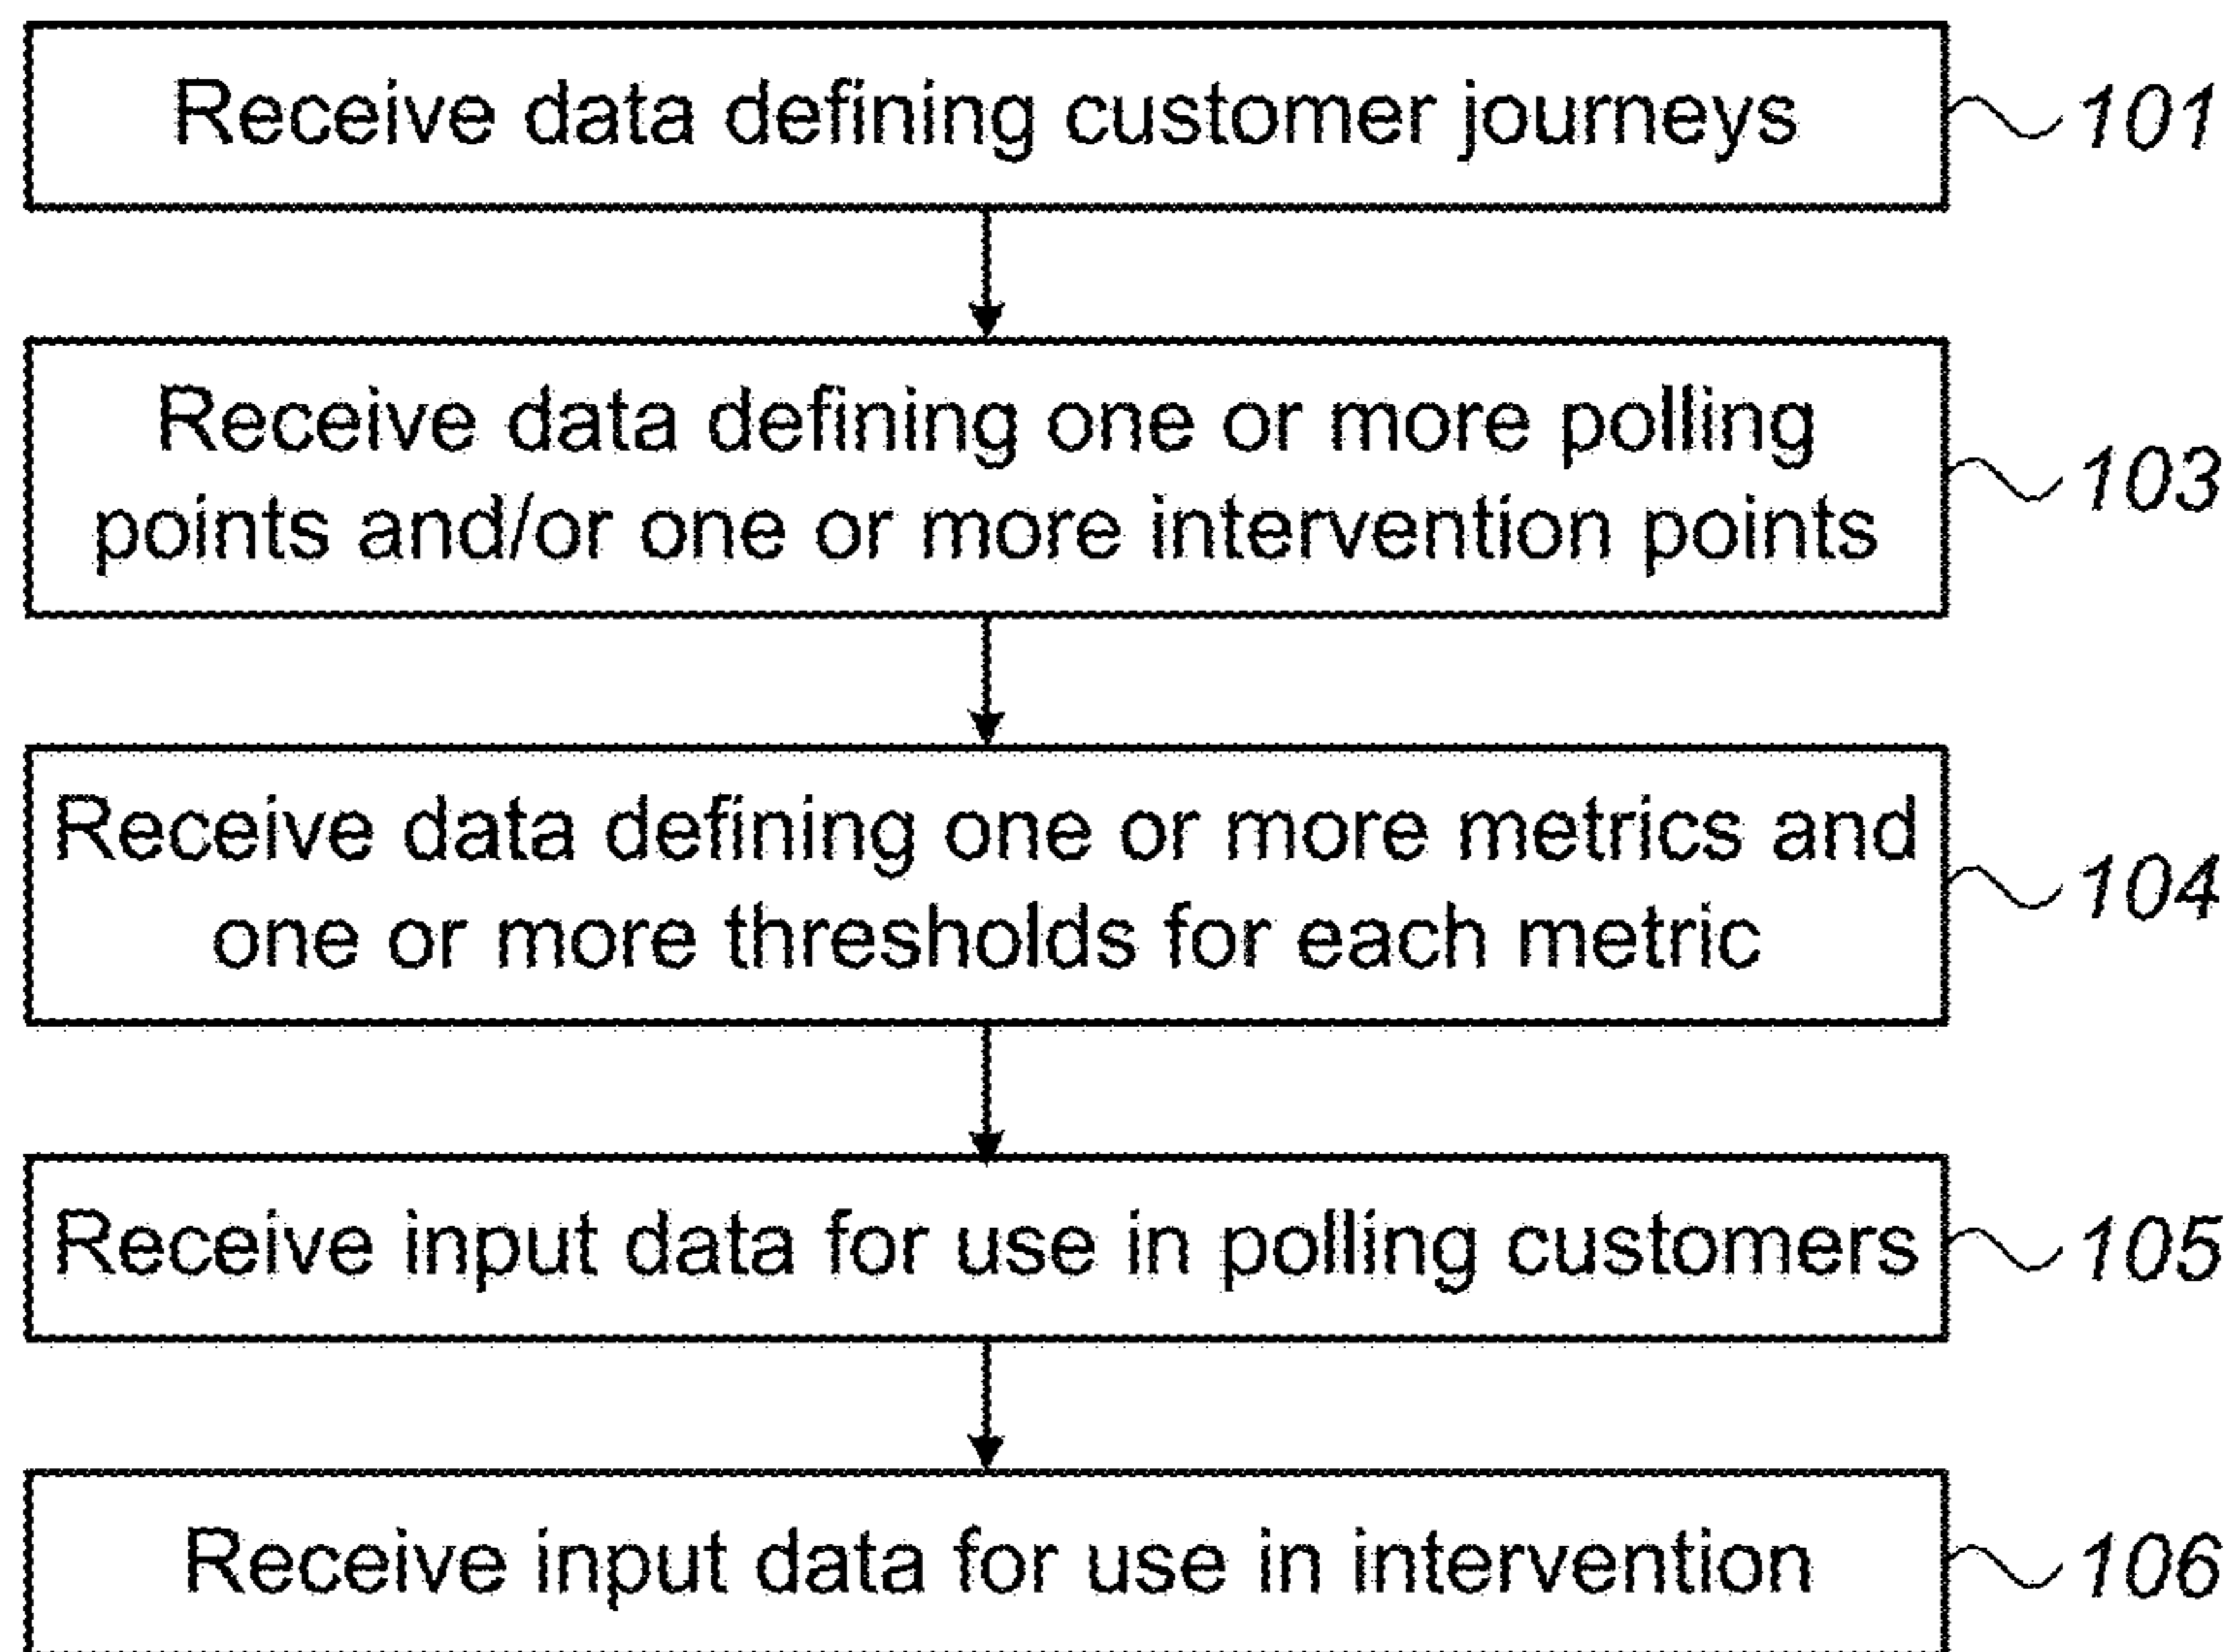 Receive data defining customer journeys
101
Receive data defining one or more polling
points and/or one or more intervention points
103
Receive data defining one or more metrics and
one or more thresholds for each metric
104
Receive input data for use in polling customers
105
Receive input data for use in intervention
106